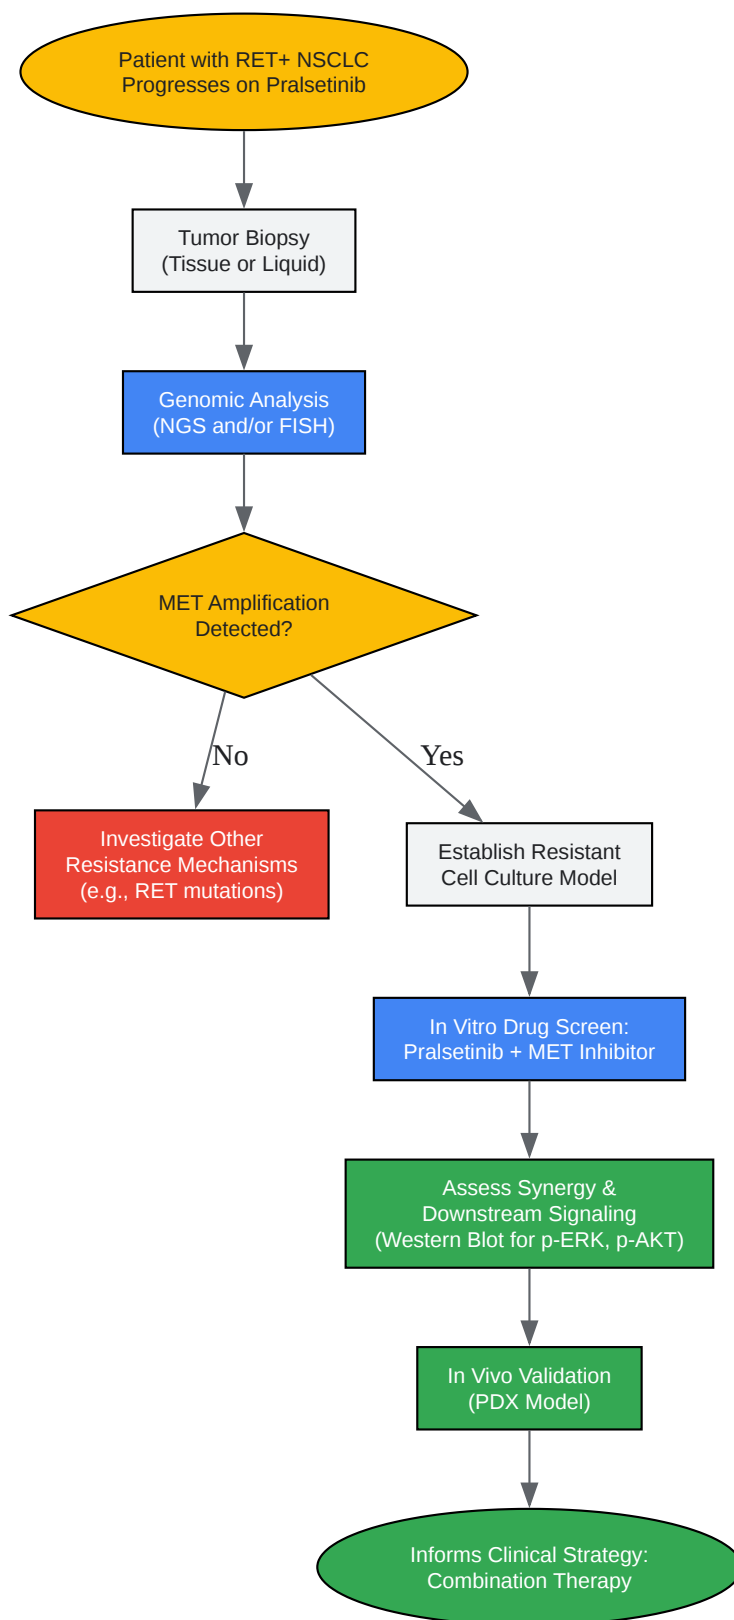 Patient with RET+ NSCLC
Progresses on Pralsetinib
Tumor Biopsy
(Tissue or Liquid)
Genomic Analysis
(NGS and/or FISH)
MET Amplification
Detected?
No
Yes
Investigate Other
Resistance Mechanisms
(e.g., RET mutations)
Establish Resistant
Cell Culture Model
In Vitro Drug Screen:
Pralsetinib + MET Inhibitor
Assess Synergy &
Downstream Signaling
(Western Blot for p-ERK, p-AKT)
In Vivo Validation
(PDX Model)
Informs Clinical Strategy:
Combination Therapy